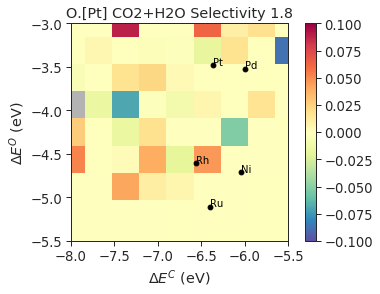 O.[Pt] CO2+H2O Selectivity 1.8
−3.0
−3.5
−4.0
−4.5
−5.0
−5.5
ΔE^O (eV)
Pt
Pd
Rh
Ni
Ru
−8.0 −7.5 −7.0 −6.5 −6.0 −5.5
ΔE^C (eV)
0.100
0.075
0.050
0.025
0.000
−0.025
−0.050
−0.075
−0.100